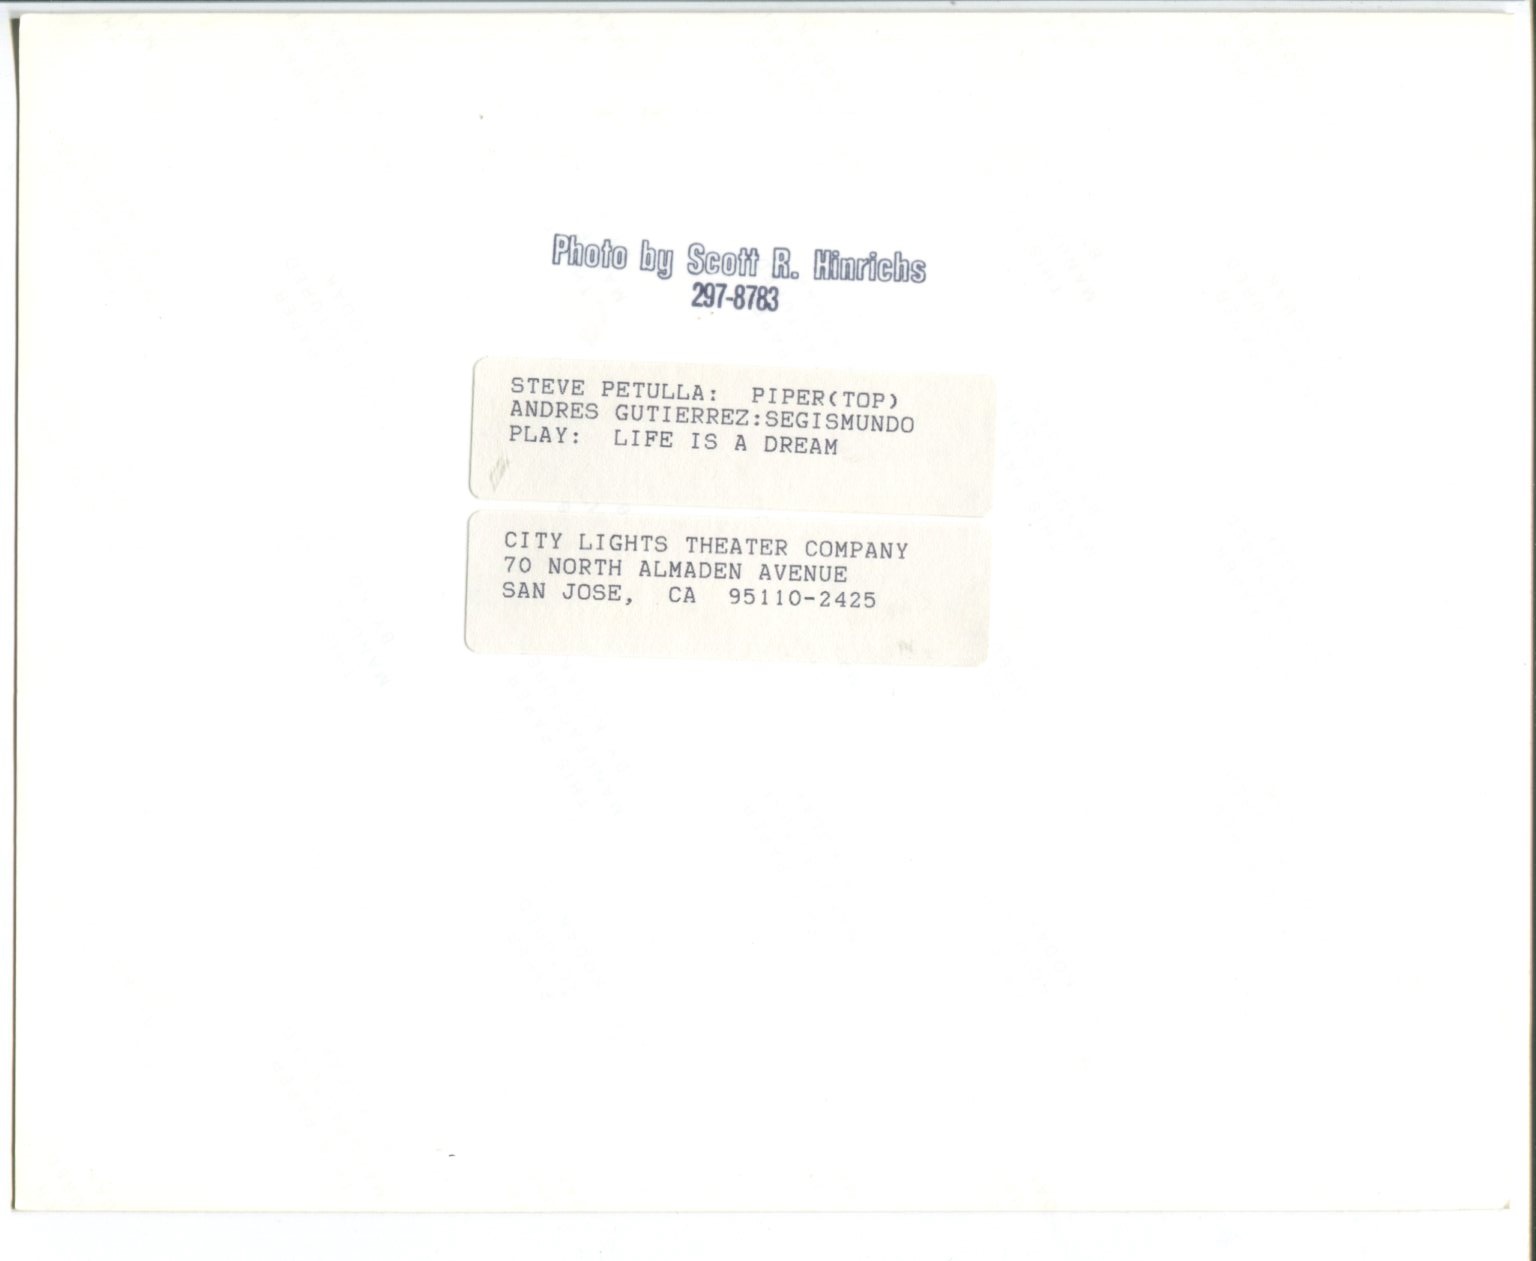 Photo by Scott R. Hinrichs
297-8783
STEVE PETULLA:  PIPER(TOP)
ANDRES GUTIERREZ:SEGISMUNDO
PLAY:  LIFE IS A DREAM
CITY LIGHTS THEATER COMPANY
70 NORTH ALMADEN AVENUE
SAN JOSE,  CA  95110-2425